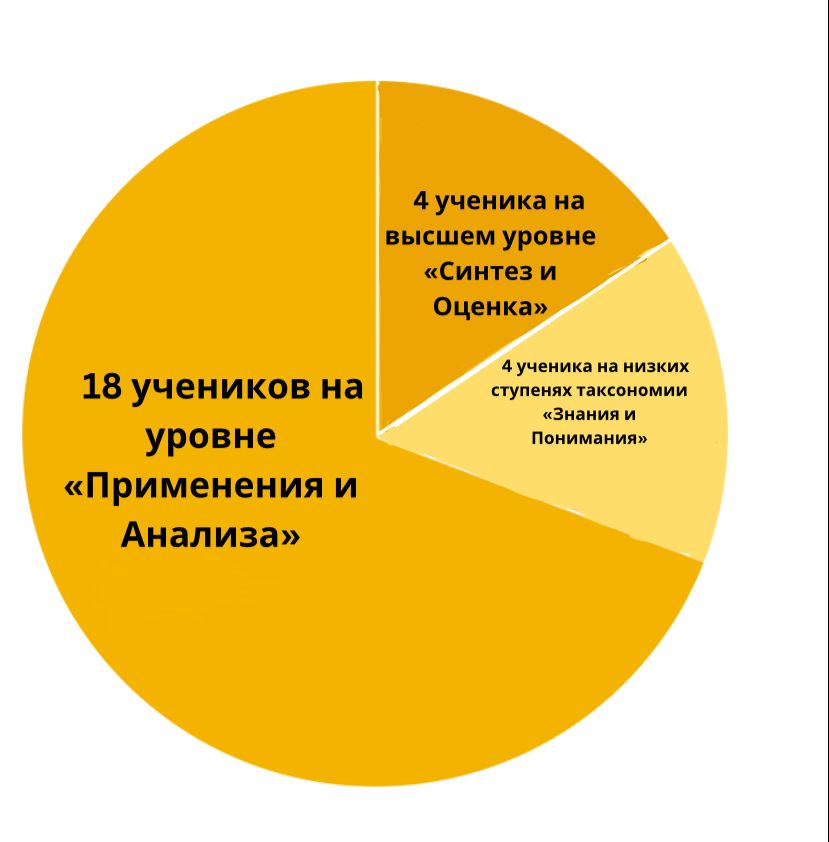 4 ученика на
высшем уровне
«Синтез и
Оценка»
4 ученика на низких
ступенях таксономии
«Знания и
Понимания»
18 учеников на
уровне
«Применения и
Анализа»